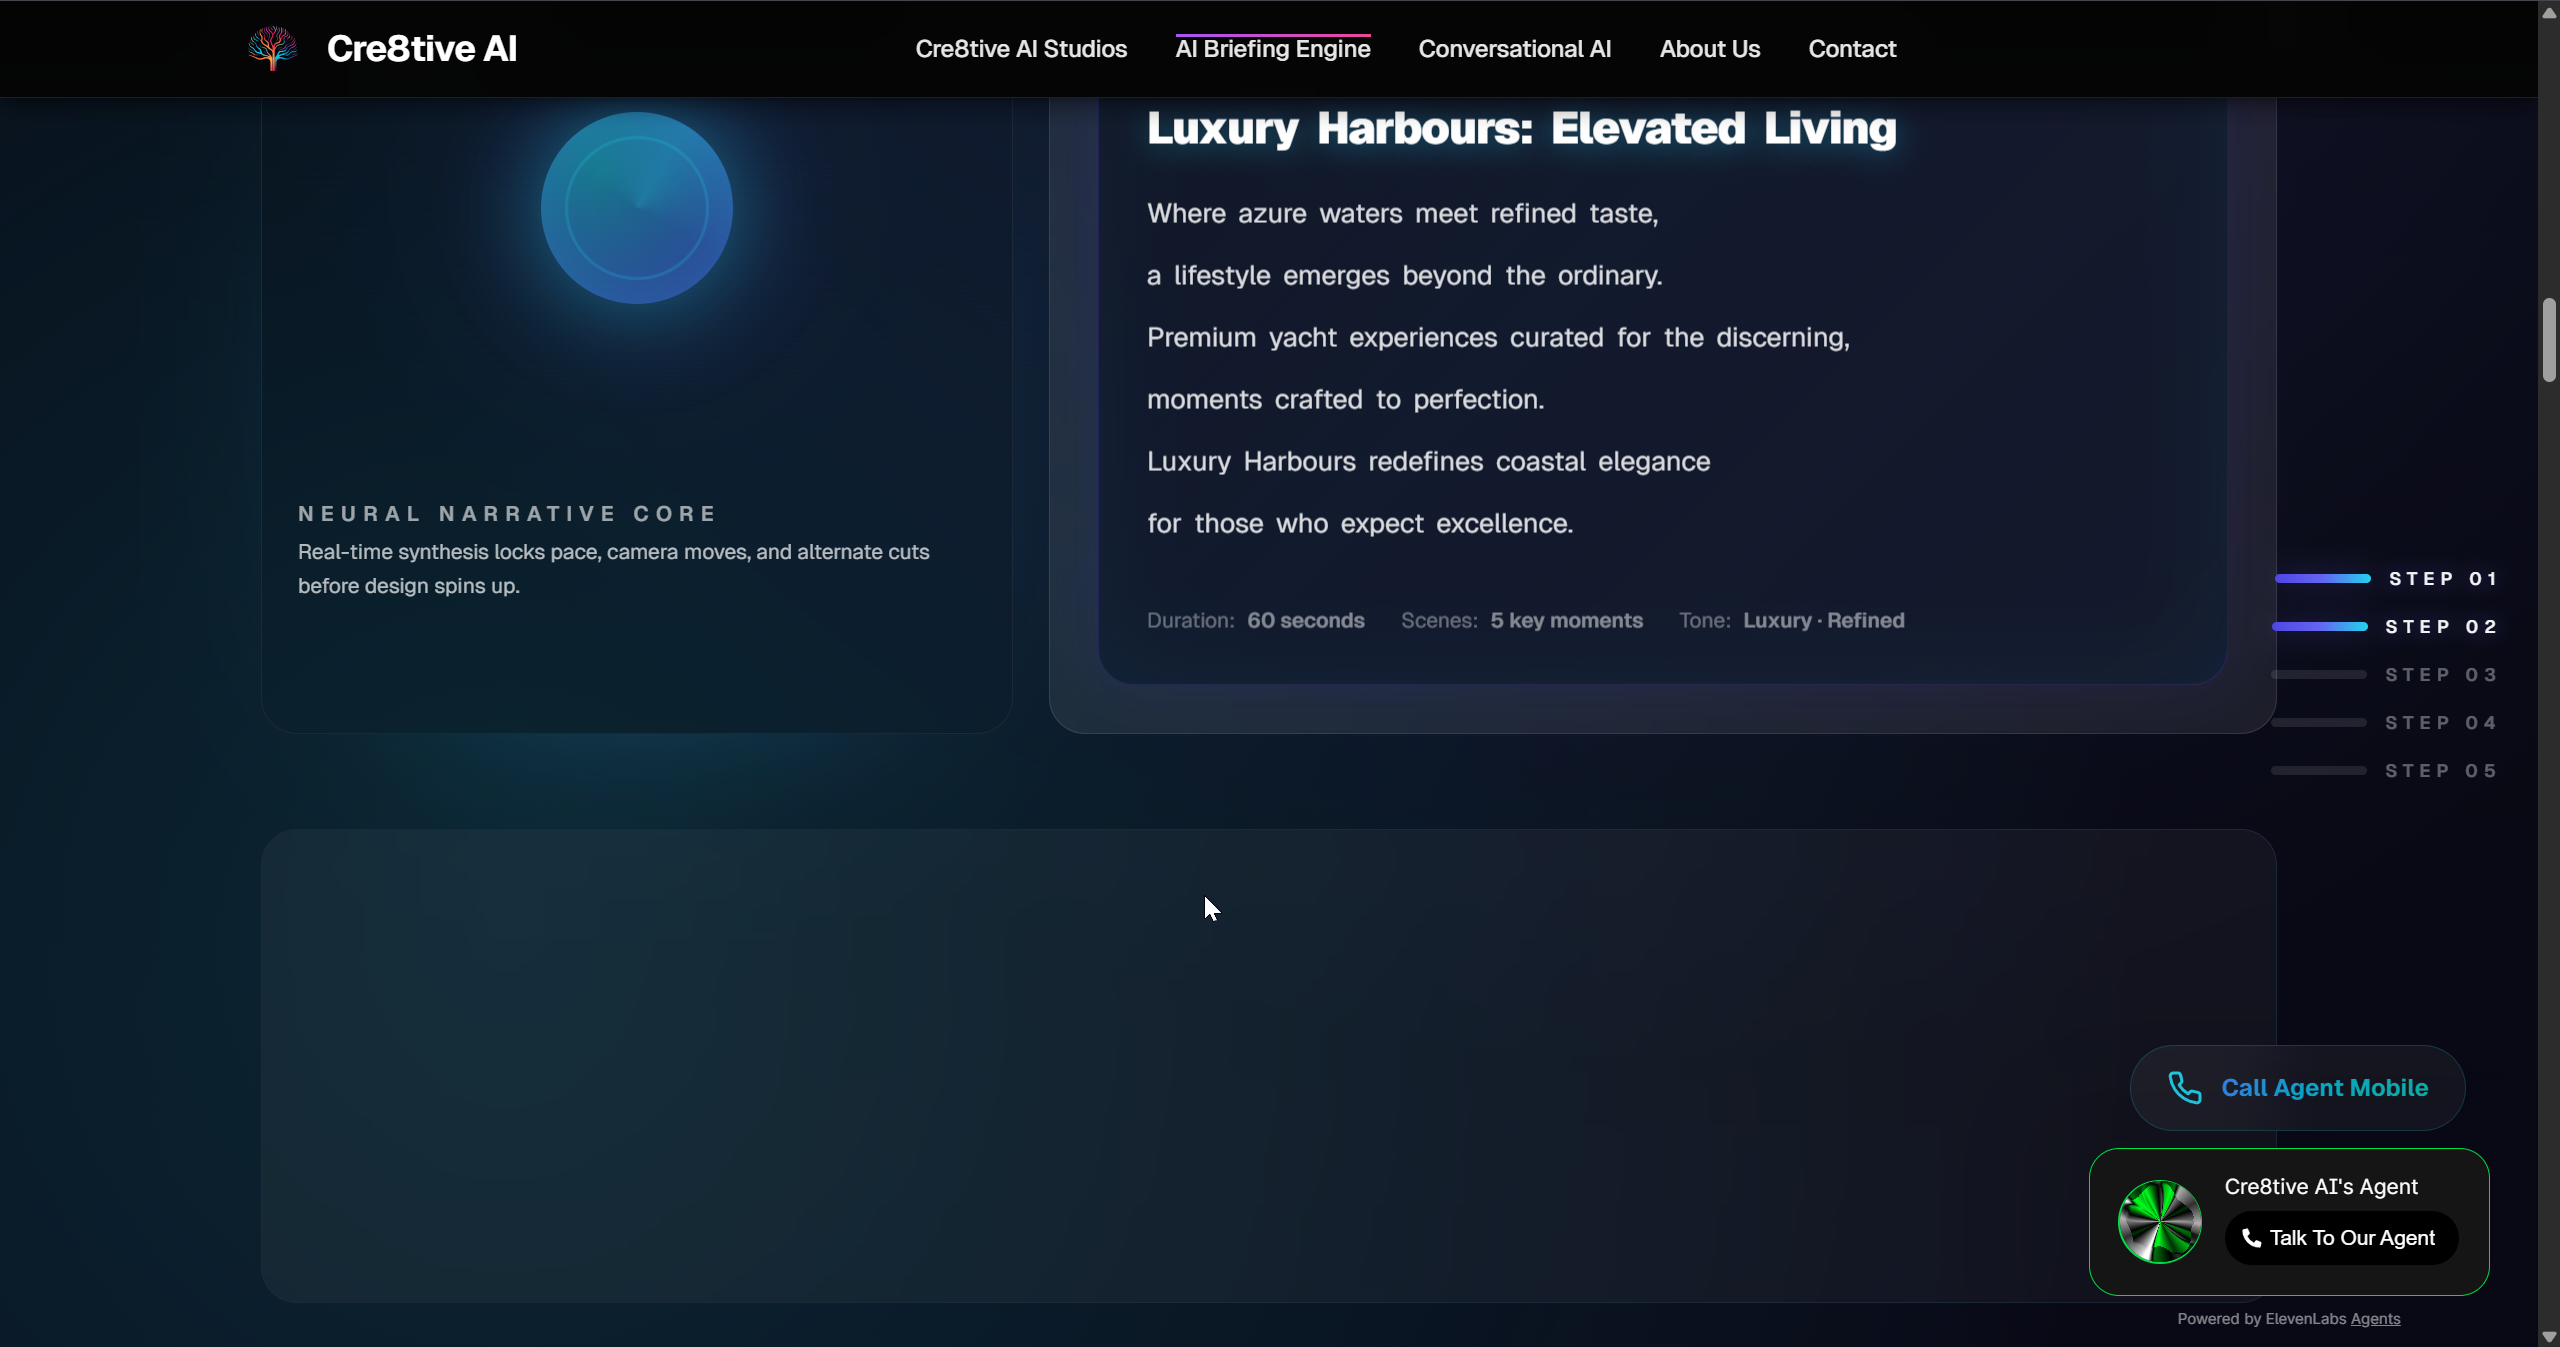 Cre8tive AI
Cre8tive AI Studios
AI Briefing Engine
Conversational AI
About Us
Contact
NEURAL NARRATIVE CORE
Real-time synthesis locks pace, camera moves, and alternate cuts
before design spins up.
Luxury Harbours: Elevated Living
Where azure waters meet refined taste,
a lifestyle emerges beyond the ordinary.
Premium yacht experiences curated for the discerning,
moments crafted to perfection.
Luxury Harbours redefines coastal elegance
for those who expect excellence.
Duration: 60 seconds Scenes: 5 key moments Tone: Luxury · Refined
STEP 01
STEP 02
STEP 03
STEP 04
STEP 05
Call Agent Mobile
Cre8tive AI's Agent
Talk To Our Agent
Powered by ElevenLabs Agents